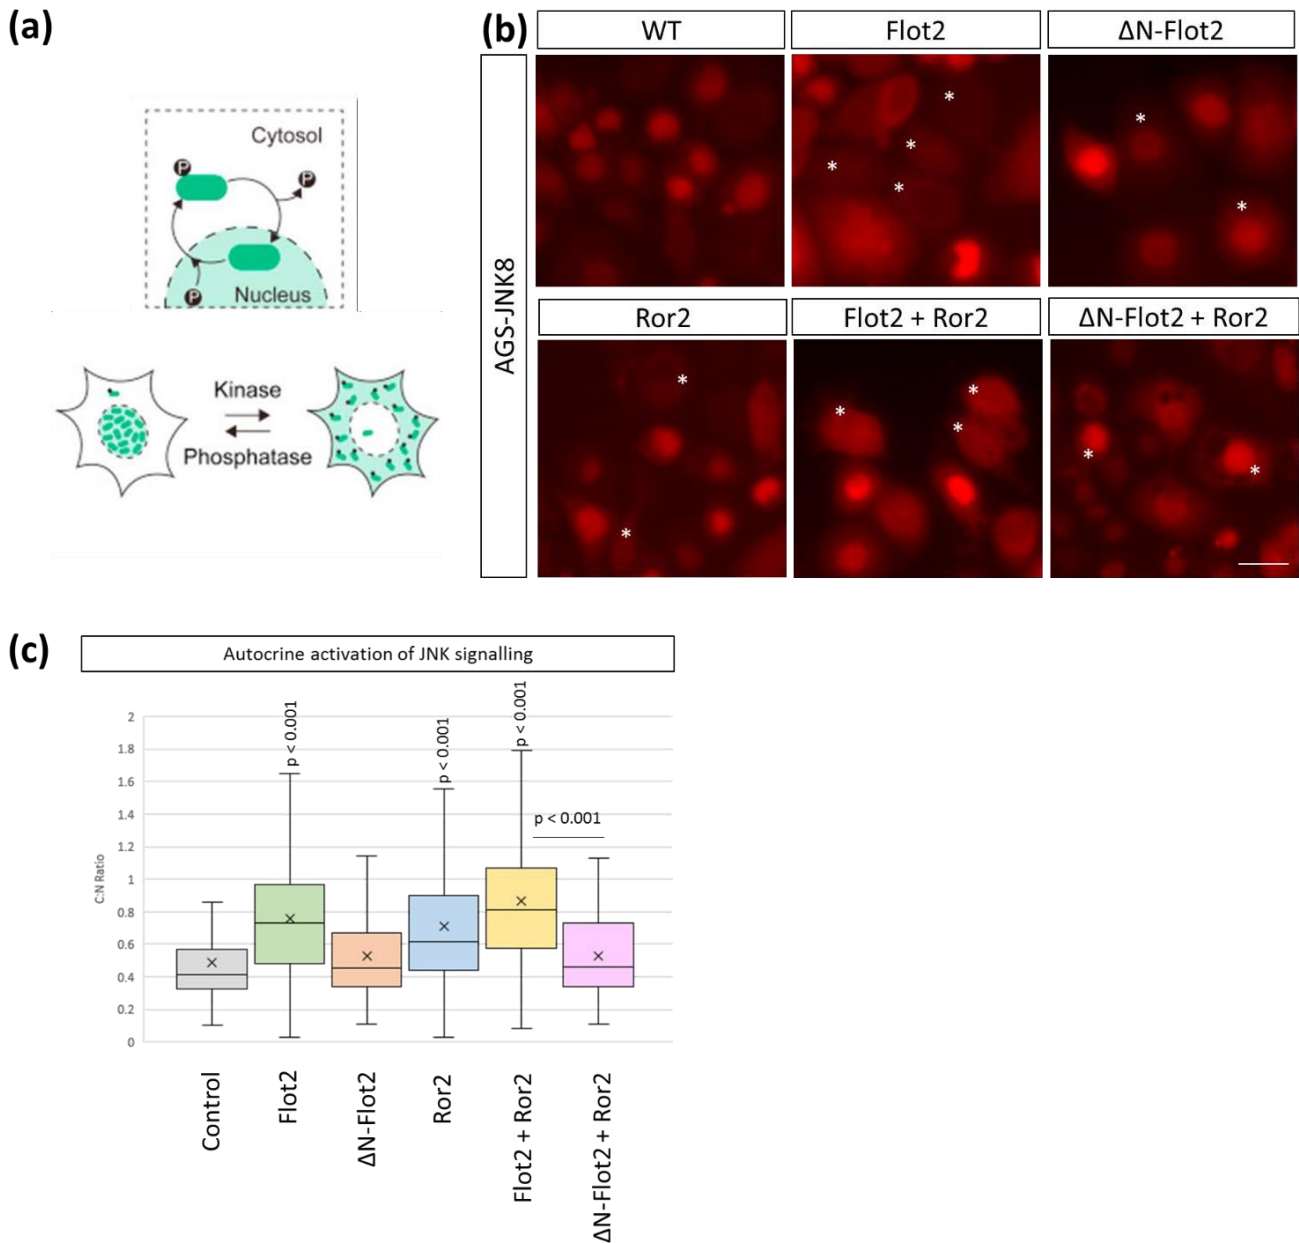 (a)
Cytosol
P
P
Nucleus
P
Kinase
Phosphatase
(b)
WT
Flot2
ΔN-Flot2
AGS-JNK8
*
*
*
*
*
*
Ror2
Flot2 + Ror2
ΔN-Flot2 + Ror2
*
*
*
*
*
*
*
(c)
Autocrine activation of JNK signalling
p < 0.001
p < 0.001
p < 0.001
p < 0.001
C:N Ratio
2
1.8
1.6
1.4
1.2
1
0.8
0.6
0.4
0.2
0
Control
Flot2
ΔN-Flot2
Ror2
Flot2 + Ror2
ΔN-Flot2 + Ror2